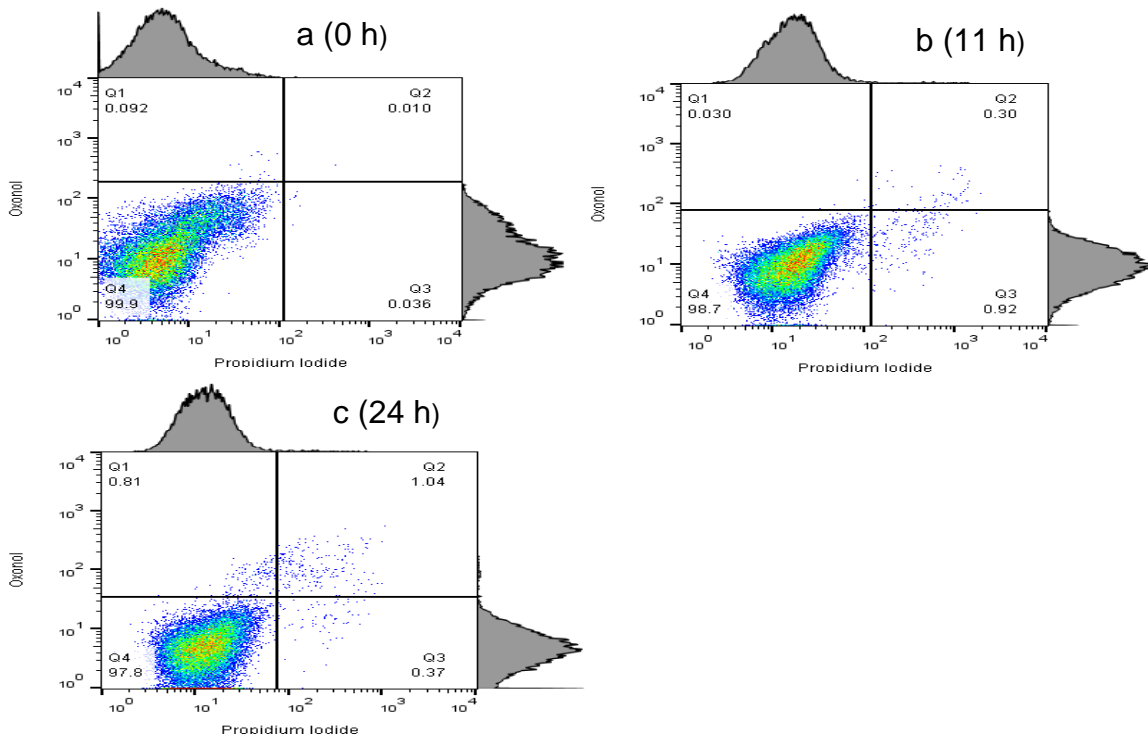 a (0 h)
10⁴
10³
10²
10¹
10⁰
Oxonol
Q1
0.092
Q2
0.010
Q4
99.9
Q3
0.036
10⁰ 10¹ 10² 10³ 10⁴
Propidium Iodide
b (11 h)
10⁴
10³
10²
10¹
10⁰
Oxonol
Q1
0.030
Q2
0.30
Q4
98.7
Q3
0.92
10⁰ 10¹ 10² 10³ 10⁴
Propidium Iodide
c (24 h)
10⁴
10³
10²
10¹
10⁰
Oxonol
Q1
0.81
Q2
1.04
Q4
97.8
Q3
0.37
10⁰ 10¹ 10² 10³ 10⁴
Propidium Iodide